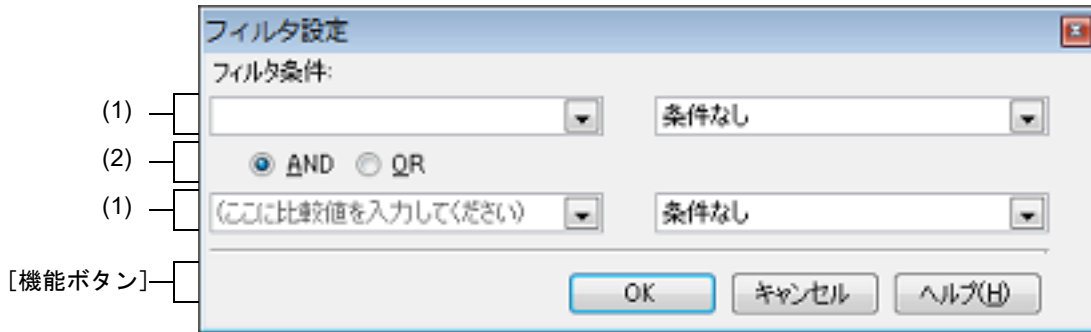 フィルタ設定
フィルタ条件:
(1) 条件なし
(2) AND OR
(1) (ここに比較値を入力してください) 条件なし
[機能ボタン] OK キャンセル ヘルプ(H)